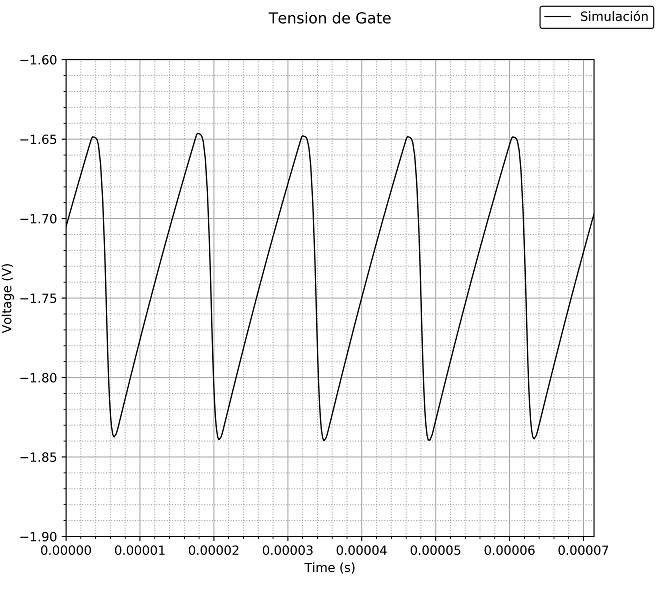 Tension de Gate
Simulación
−1.60
−1.65
−1.70
−1.75
−1.80
−1.85
−1.90
Voltage (V)
0.00000 0.00001 0.00002 0.00003 0.00004 0.00005 0.00006 0.00007
Time (s)